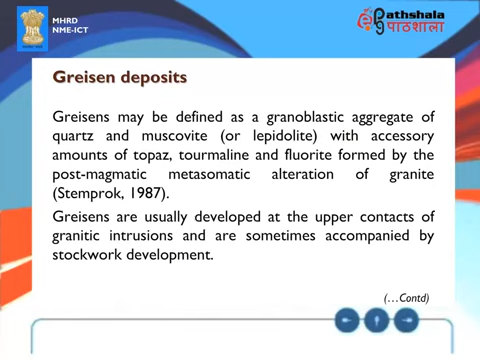 MHRD
NME-ICT
ePathshala
पाठशाला
Greisen deposits
Greisens may be defined as a granoblastic aggregate of
quartz and muscovite (or lepidolite) with accessory
amounts of topaz, tourmaline and fluorite formed by the
post-magmatic metasomatic alteration of granite
(Stemprok, 1987).
Greisens are usually developed at the upper contacts of
granitic intrusions and are sometimes accompanied by
stockwork development.
(…Contd)